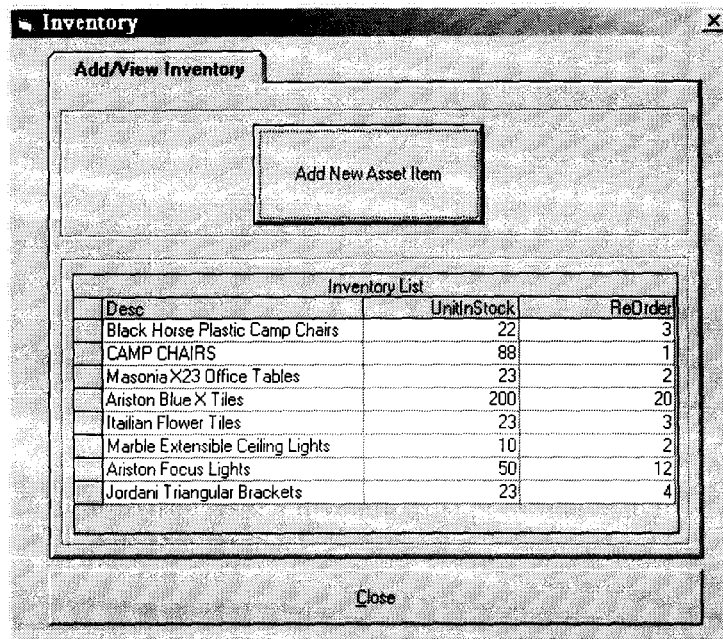 Inventory
Add/View Inventory
Add New Asset Item
Inventory List
Desc UnitInStock ReOrder
Black Horse Plastic Camp Chairs 22 3
CAMP CHAIRS 88 1
Masonia X23 Office Tables 23 2
Ariston Blue X Tiles 200 20
Itailian Flower Tiles 23 3
Marble Extensible Ceiling Lights 10 2
Ariston Focus Lights 50 12
Jordani Triangular Brackets 23 4
Close